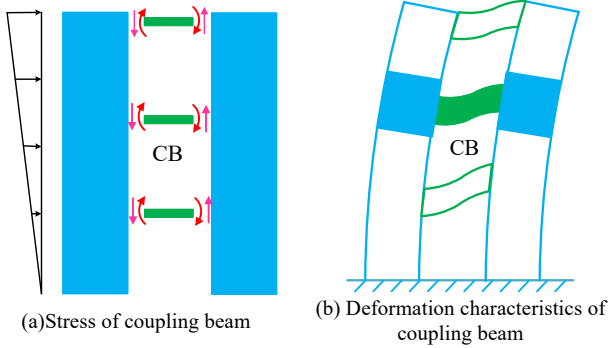 CB
CB
(a)Stress of coupling beam
(b) Deformation characteristics of
coupling beam